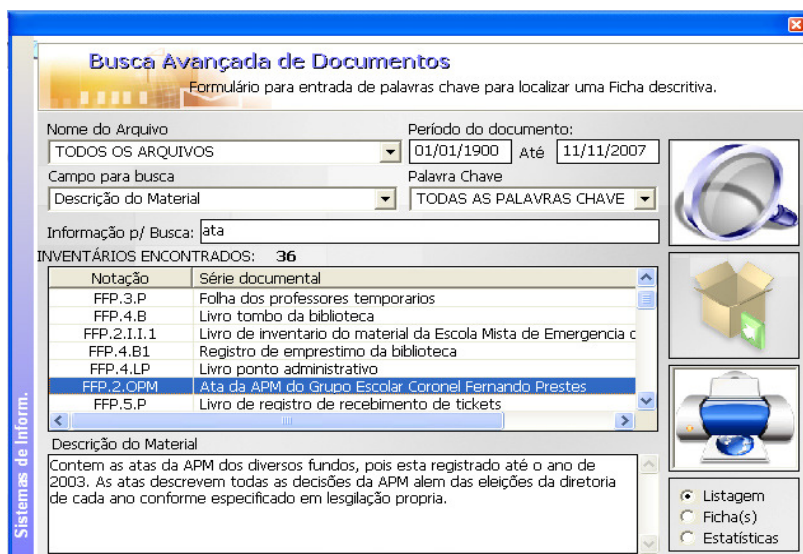 Busca Avançada de Documentos
Formulário para entrada de palavras chave para localizar uma Ficha descritiva.
Nome do Arquivo
Período do documento:
TODOS OS ARQUIVOS
01/01/1900 Até 11/11/2007
Campo para busca
Palavra Chave
Descrição do Material
TODAS AS PALAVRAS CHAVE
Informação p/ Busca: ata
INVENTÁRIOS ENCONTRADOS: 36
Notação Série documental
FFP.3.P Folha dos professores temporarios
FFP.4.B Livro tombo da biblioteca
FFP.2.I.I.1 Livro de inventario do material da Escola Mista de Emergencia
FFP.4.B1 Registro de emprestimo da biblioteca
FFP.4.LP Livro ponto administrativo
FFP.2.OPM Ata da APM do Grupo Escolar Coronel Fernando Prestes
FFP.5.P Livro de registro de recebimento de tickets
Descrição do Material
Contem as atas da APM dos diversos fundos, pois esta registrado até o ano de
2003. As atas descrevem todas as decisões da APM alem das eleições da diretoria
de cada ano conforme especificado em lesgilação propria.
Listagem
Ficha(s)
Estatísticas
Sistemas de Inform.